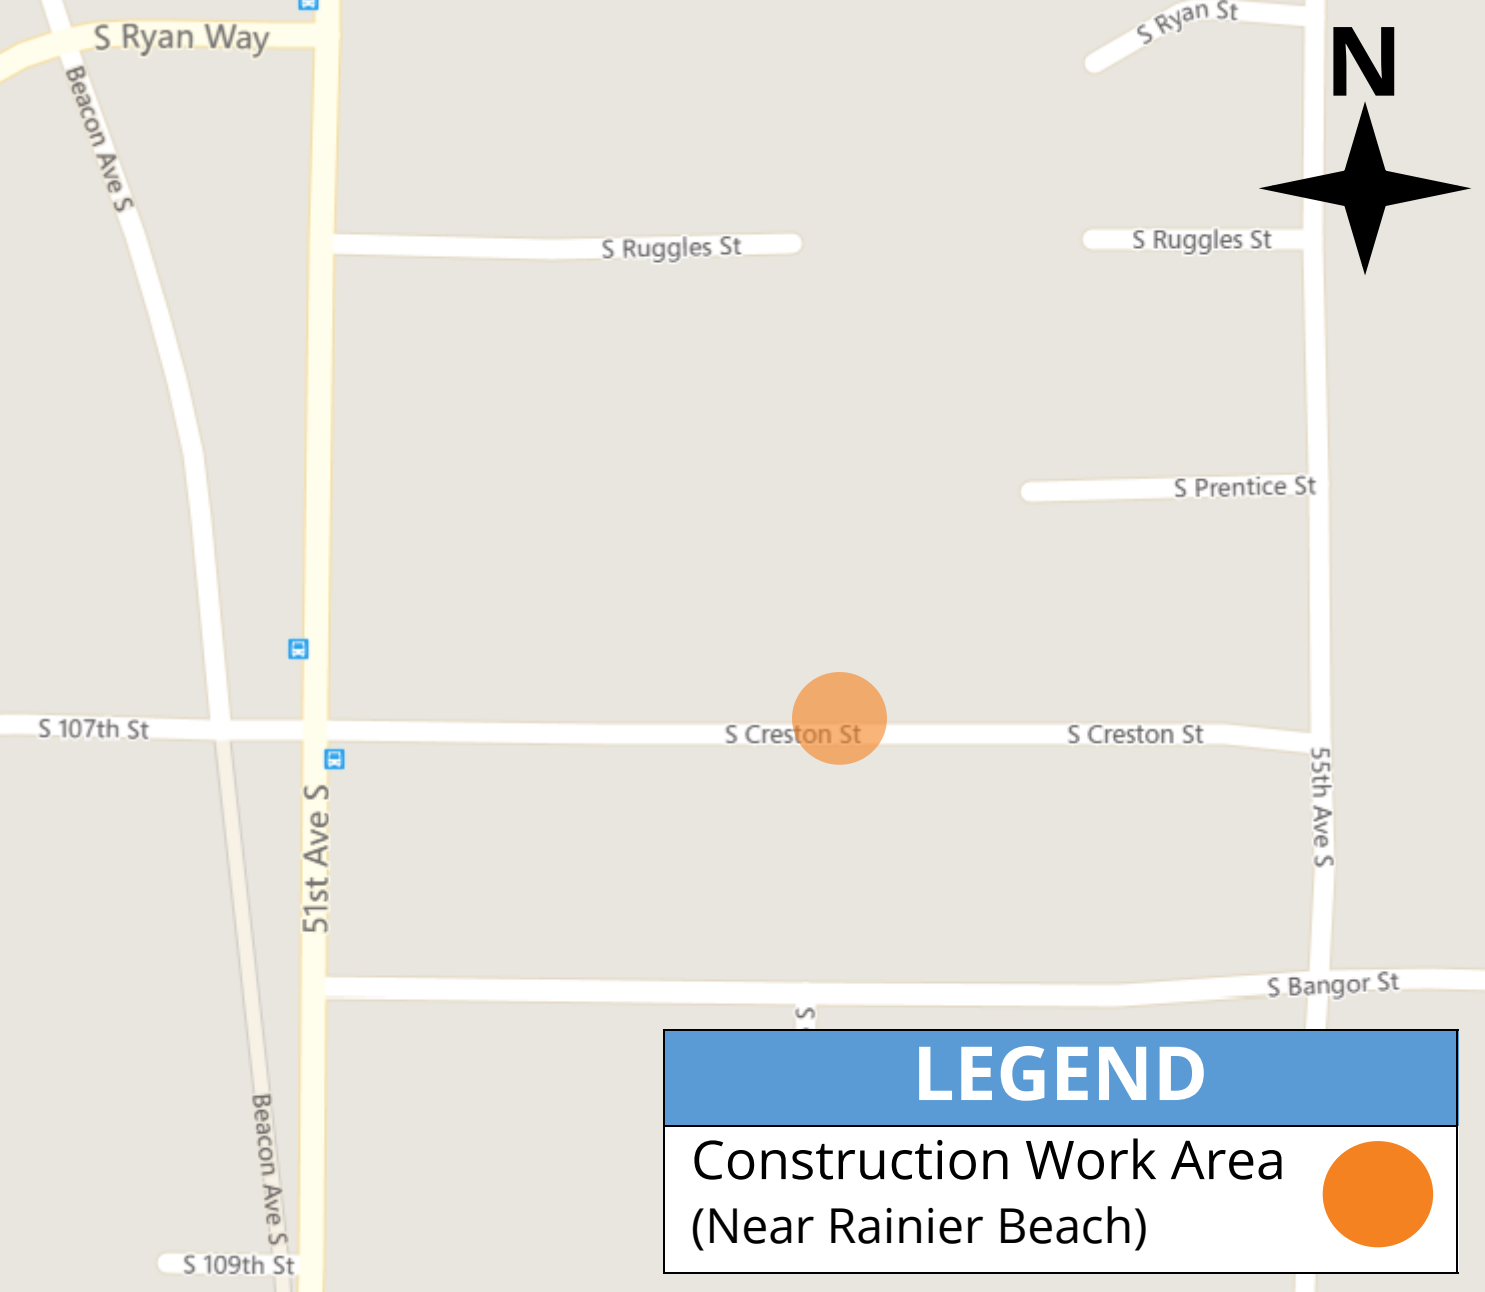 S Ryan Way
S Ryan St
N
Beacon Ave S
S Ruggles St
S Ruggles St
S Prentice St
S 107th St
S Creston St
S Creston St
55th Ave S
51st Ave S
S Bangor St
S
LEGEND
Construction Work Area
(Near Rainier Beach)
Beacon Ave S
S 109th St